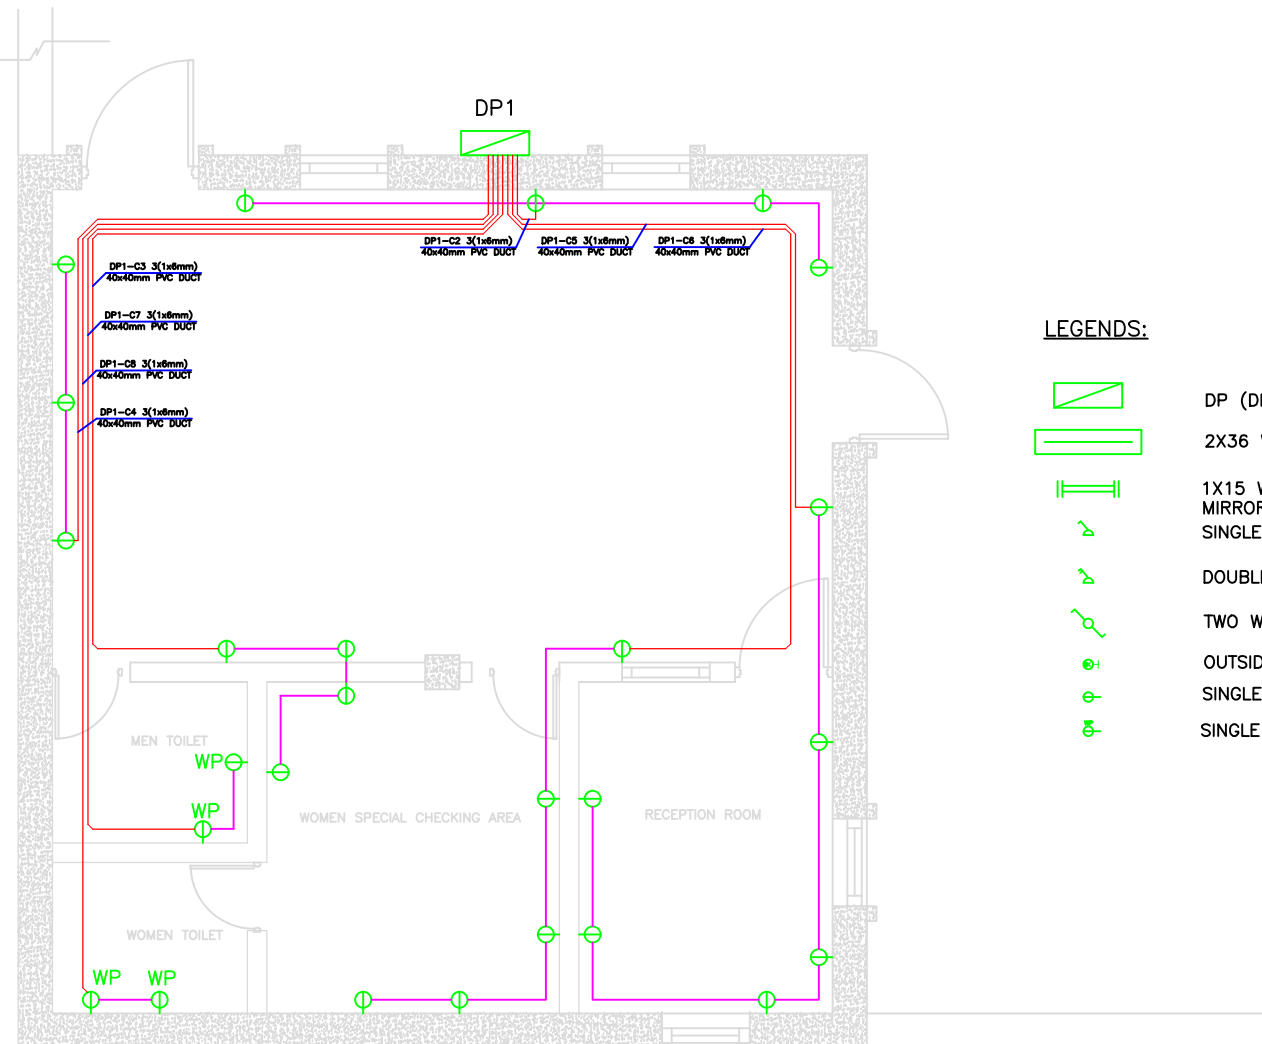 DP1
DP1-C2 3(1x6mm)
40x40mm PVC DUCT
DP1-C5 3(1x6mm)
40x40mm PVC DUCT
DP1-C6 3(1x6mm)
40x40mm PVC DUCT
DP1-C3 3(1x6mm)
40x40mm PVC DUCT
DP1-C7 3(1x6mm)
40x40mm PVC DUCT
DP1-C8 3(1x6mm)
40x40mm PVC DUCT
DP1-C4 3(1x6mm)
40x40mm PVC DUCT
MEN TOILET
WP
WP
WOMEN SPECIAL CHECKING AREA
RECEPTION ROOM
WOMEN TOILET
WP
WP
LEGENDS:
DP (D
2X36
1X15 W
MIRROR
SINGLE
DOUBL
TWO W
OUTSID
SINGLE
SINGLE